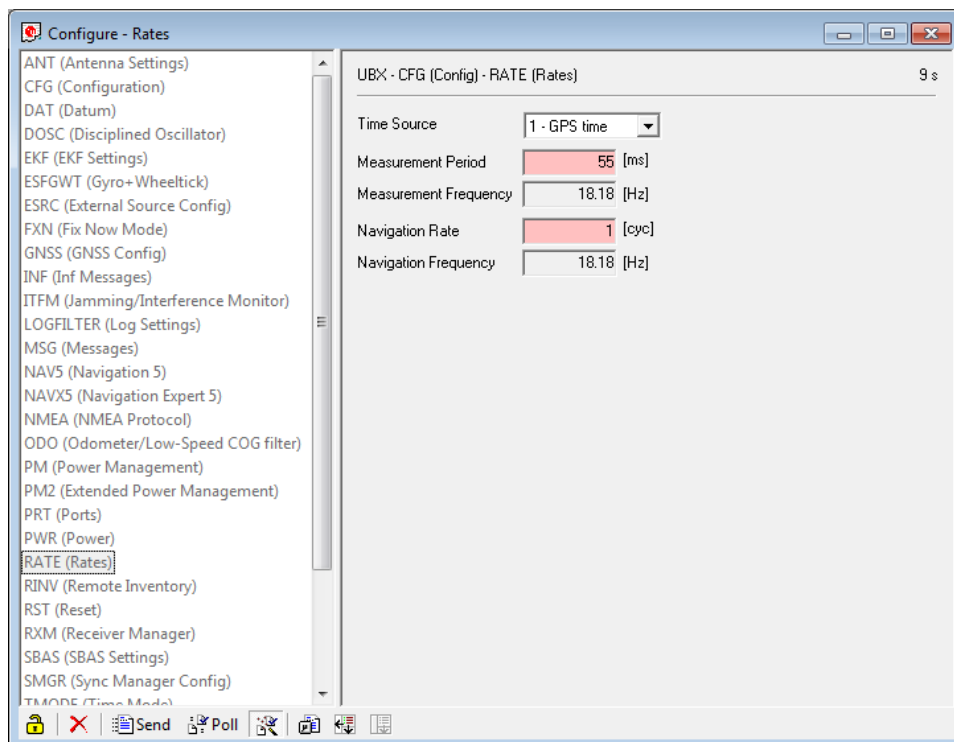 Configure - Rates
ANT (Antenna Settings)
CFG (Configuration)
DAT (Datum)
DOSC (Disciplined Oscillator)
EKF (EKF Settings)
ESFGWT (Gyro+Wheeltick)
ESRC (External Source Config)
FXN (Fix Now Mode)
GNSS (GNSS Config)
INF (Inf Messages)
ITFM (Jamming/Interference Monitor)
LOGFILTER (Log Settings)
MSG (Messages)
NAV5 (Navigation 5)
NAVX5 (Navigation Expert 5)
NMEA (NMEA Protocol)
ODO (Odometer/Low-Speed COG filter)
PM (Power Management)
PM2 (Extended Power Management)
PRT (Ports)
PWR (Power)
RATE (Rates)
RINV (Remote Inventory)
RST (Reset)
RXM (Receiver Manager)
SBAS (SBAS Settings)
SMGR (Sync Manager Config)
TMODE (Time Mode)
UBX - CFG (Config) - RATE (Rates) 9 s
Time Source 1 - GPS time
Measurement Period 55 [ms]
Measurement Frequency 18.18 [Hz]
Navigation Rate 1 [cyc]
Navigation Frequency 18.18 [Hz]
Send Poll